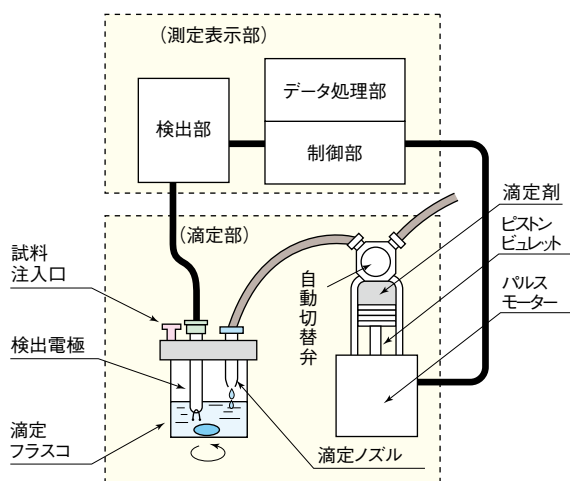 （測定表示部）
データ処理部
検出部
制御部
（滴定部）
滴定剤
ピストン
ビュレット
試料
注入口
自動切替弁
パルス
モーター
検出電極
滴定
フラスコ
滴定ノズル